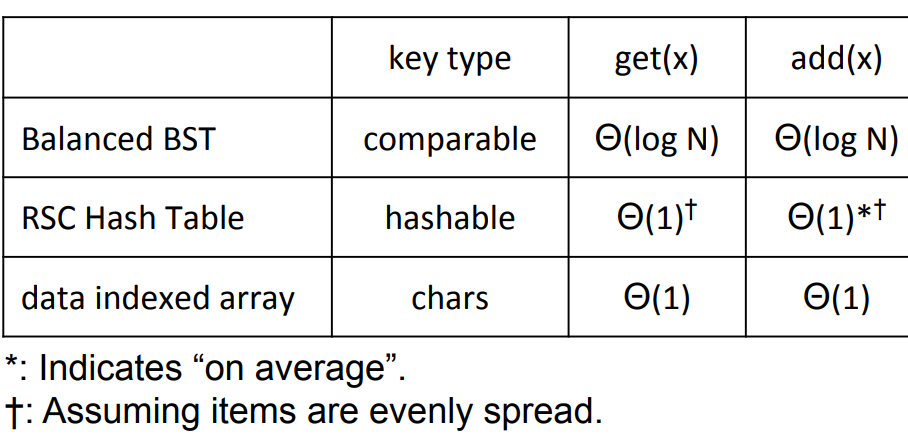 key type get(x) add(x)
Balanced BST comparable Θ(log N) Θ(log N)
RSC Hash Table hashable Θ(1)† Θ(1)*†
data indexed array chars Θ(1) Θ(1)
*: Indicates “on average”.
†: Assuming items are evenly spread.